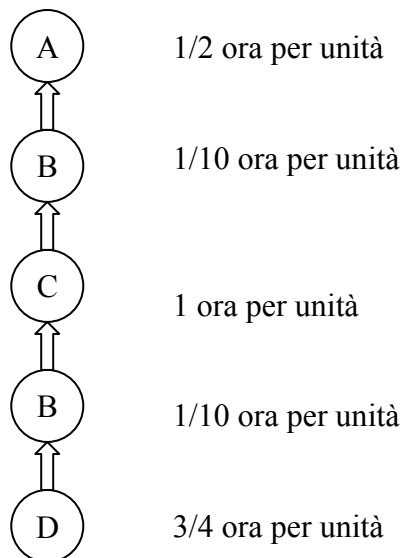 A 1/2 ora per unità
B 1/10 ora per unità
C 1 ora per unità
B 1/10 ora per unità
D 3/4 ora per unità